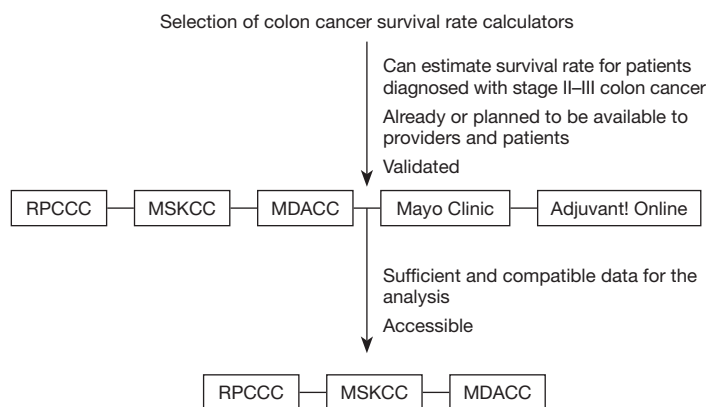 Selection of colon cancer survival rate calculators
Can estimate survival rate for patients
diagnosed with stage II–III colon cancer
Already or planned to be available to
providers and patients
Validated
RPCCC
MSKCC
MDACC
Mayo Clinic
Adjuvant! Online
Sufficient and compatible data for the
analysis
Accessible
RPCCC
MSKCC
MDACC